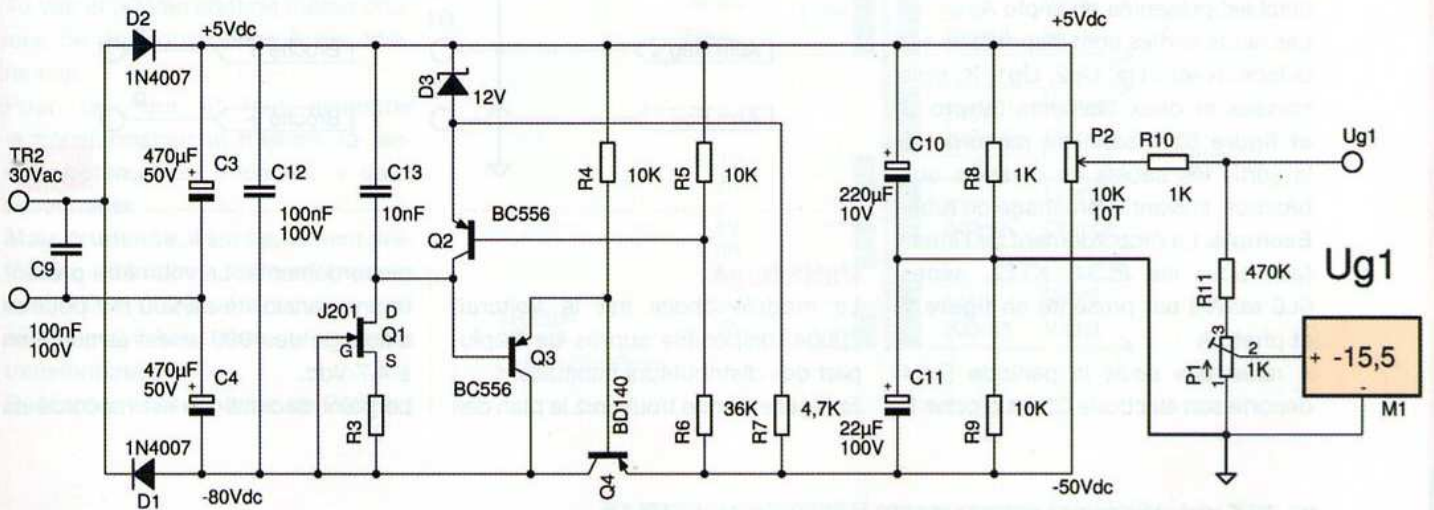 D2
+5Vdc
+5Vdc
1N4007
D3
12V
TR2
30Vac
470µF
50V
C3
C12
100nF
100V
C13
10nF
BC556
Q2
R4
10K
R5
10K
C10
220µF
10V
R8
1K
P2
10K
10T
R10
1K
Ug1
C9
100nF
100V
J201
D
Q1
G
S
Q3
BC556
R11
470K
Ug1
470µF
50V
C4
R3
BD140
R6
36K
R7
4,7K
C11
22µF
100V
R9
10K
3
2
1K
+
-15,5
-
M1
1N4007
D1
-80Vdc
Q4
-50Vdc